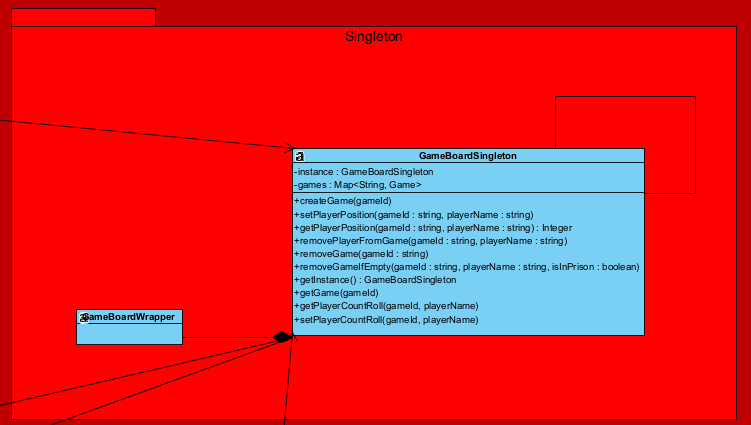 Singleton
a
GameBoardSingleton
-instance : GameBoardSingleton
-games : Map<String, Game>
+createGame(gameId)
+setPlayerPosition(gameId : string, playerName : string)
+getPlayerPosition(gameId : string, playerName : string) : Integer
+removePlayerFromGame(gameId : string, playerName : string)
+removeGame(gameId : string)
+removeGameIfEmpty(gameId : string, playerName : string, isInPrison : boolean)
+getInstance() : GameBoardSingleton
+getGame(gameId)
+getPlayerCountRoll(gameId, playerName)
+setPlayerCountRoll(gameId, playerName)
a
GameBoardWrapper